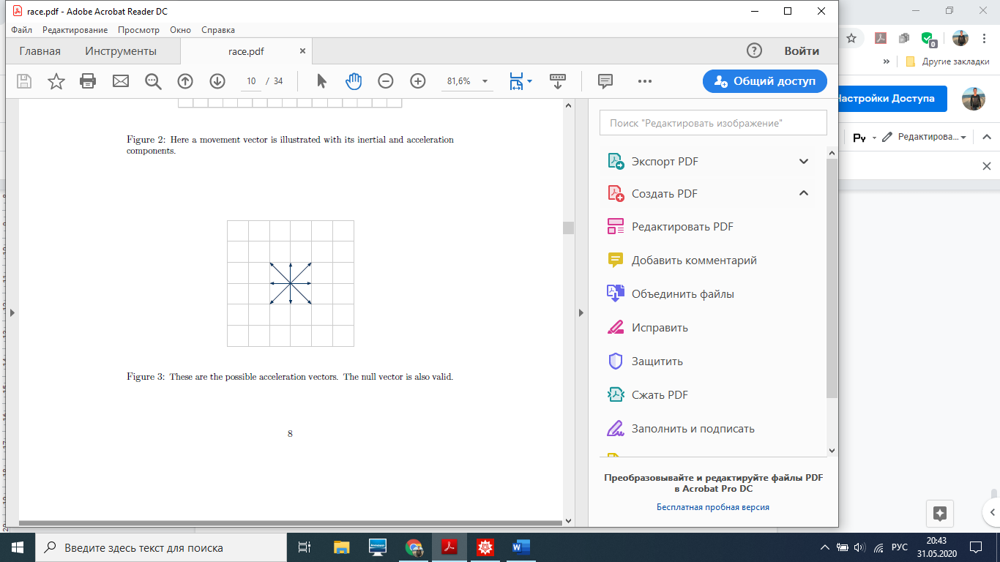 race.pdf - Adobe Acrobat Reader DC
Файл Редактирование Просмотр Окно Справка
Главная Инструменты race.pdf Войти
10 / 34 81,6% Общий доступ
Figure 2: Here a movement vector is illustrated with its inertial and acceleration
components.
Figure 3: These are the possible acceleration vectors. The null vector is also valid.
8
Поиск "Редактировать изображение"
Экспорт PDF
Создать PDF
Редактировать PDF
Добавить комментарий
Объединить файлы
Исправить
Защитить
Сжать PDF
Заполнить и подписать
Преобразовывайте и редактируйте файлы PDF
в Acrobat Pro DC
Бесплатная пробная версия
0
» Другие закладки
Настройки Доступа
Редактирова...
Введите здесь текст для поиска
РУС
20:43
31.05.2020